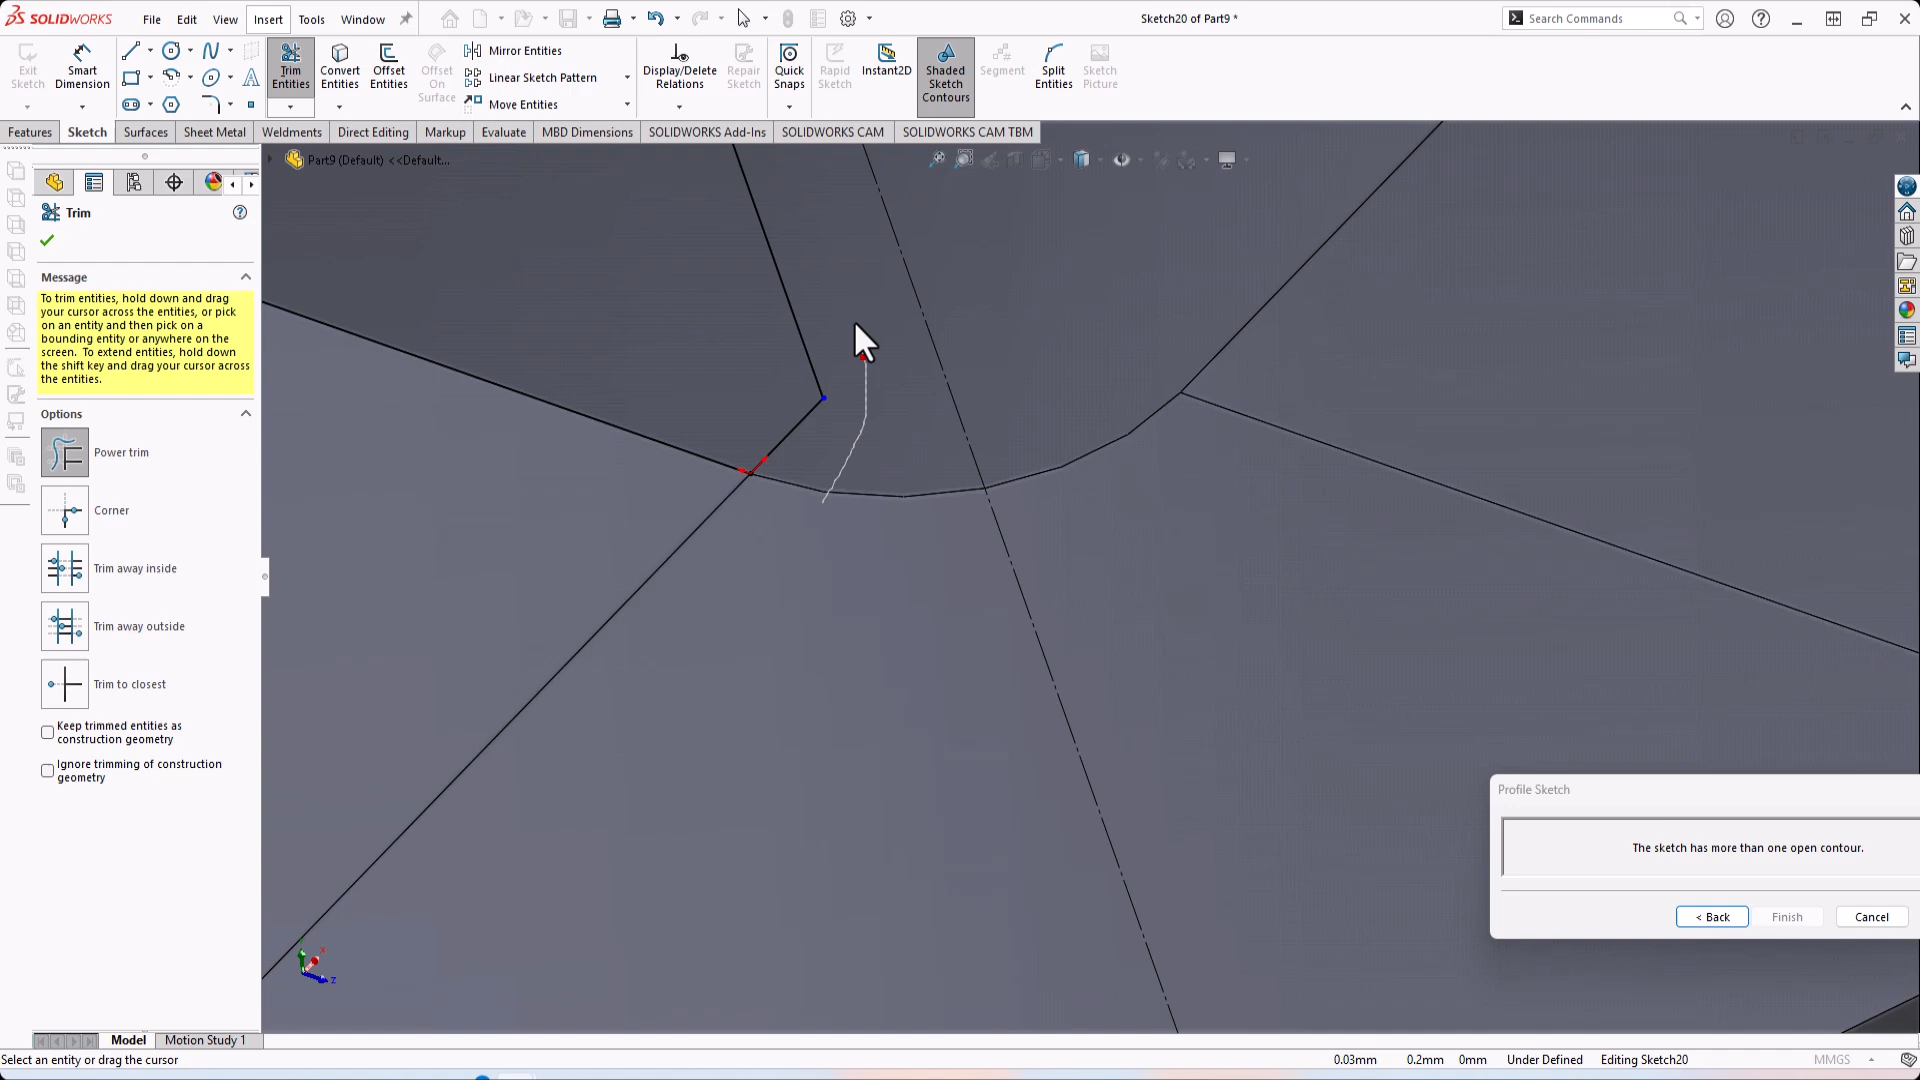 SOLIDWORKS File Edit View Insert Tools Window Sketch20 of Part9 * Search Commands
Exit Sketch
Smart Dimension
Trim Entities
Convert Entities
Offset Entities
Offset On Surface
Mirror Entities
Linear Sketch Pattern
Move Entities
Display/Delete Relations
Repair Sketch
Quick Snaps
Rapid Sketch
Instant2D
Shaded Sketch Contours
Segment
Split Entities
Sketch Picture
Features Sketch Surfaces Sheet Metal Weldments Direct Editing Markup Evaluate MBD Dimensions SOLIDWORKS Add-Ins SOLIDWORKS CAM SOLIDWORKS CAM TBM
Part9 (Default) <<Default...
Trim
Message
To trim entities, hold down and drag
your cursor across the entities, or pick
on an entity and then pick on a
bounding entity or anywhere on the
screen. To extend entities, hold down
the shift key and drag your cursor across
the entities.
Options
Power trim
Corner
Trim away inside
Trim away outside
Trim to closest
Keep trimmed entities as
construction geometry
Ignore trimming of construction
geometry
Profile Sketch
The sketch has more than one open contour.
< Back Finish Cancel
Y
X
Z
Model Motion Study 1
Select an entity or drag the cursor 0.03mm 0.2mm 0mm Under Defined Editing Sketch20 MMGS